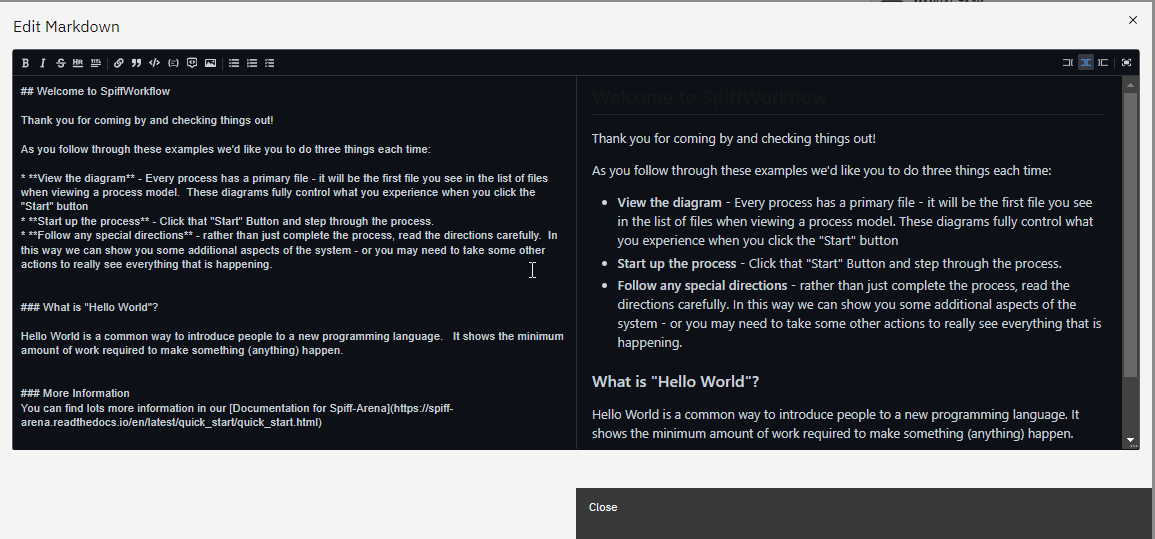 Edit Markdown
## Welcome to SpiffWorkflow
Thank you for coming by and checking things out!
As you follow through these examples we'd like you to do three things each time:
* **View the diagram** - Every process has a primary file - it will be the first file you see in the list of files
when viewing a process model.  These diagrams fully control what you experience when you click the
"Start" button
* **Start up the process** - Click that "Start" Button and step through the process.
* **Follow any special directions** - rather than just complete the process, read the directions carefully.  In
this way we can show you some additional aspects of the system - or you may need to take some other
actions to really see everything that is happening.
### What is "Hello World"?
Hello World is a common way to introduce people to a new programming language.   It shows the minimum
amount of work required to make something (anything) happen.
### More Information
You can find lots more information in our [Documentation for Spiff-Arena](https://spiff-
arena.readthedocs.io/en/latest/quick_start/quick_start.html)
Welcome to SpiffWorkflow
Thank you for coming by and checking things out!
As you follow through these examples we'd like you to do three things each time:
• View the diagram - Every process has a primary file - it will be the first file you see
in the list of files when viewing a process model. These diagrams fully control what
you experience when you click the "Start" button
• Start up the process - Click that "Start" Button and step through the process.
• Follow any special directions - rather than just complete the process, read the
directions carefully. In this way we can show you some additional aspects of the
system - or you may need to take some other actions to really see everything that is
happening.
What is "Hello World"?
Hello World is a common way to introduce people to a new programming language. It
shows the minimum amount of work required to make something (anything) happen.
Close